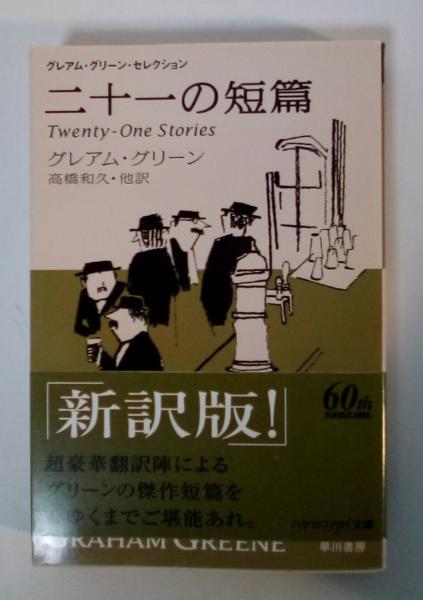 グレアム・グリーン・セレクション
二十一の短篇
Twenty-One Stories
グレアム・グリーン
高橋和久・他訳
「新訳版!」
60th
HAYAKAWA
超豪華翻訳陣による
グリーンの傑作短篇を
ゆくまでご堪能あれ。
ハヤカワepi文庫
GRAHAM GREENE
早川書房